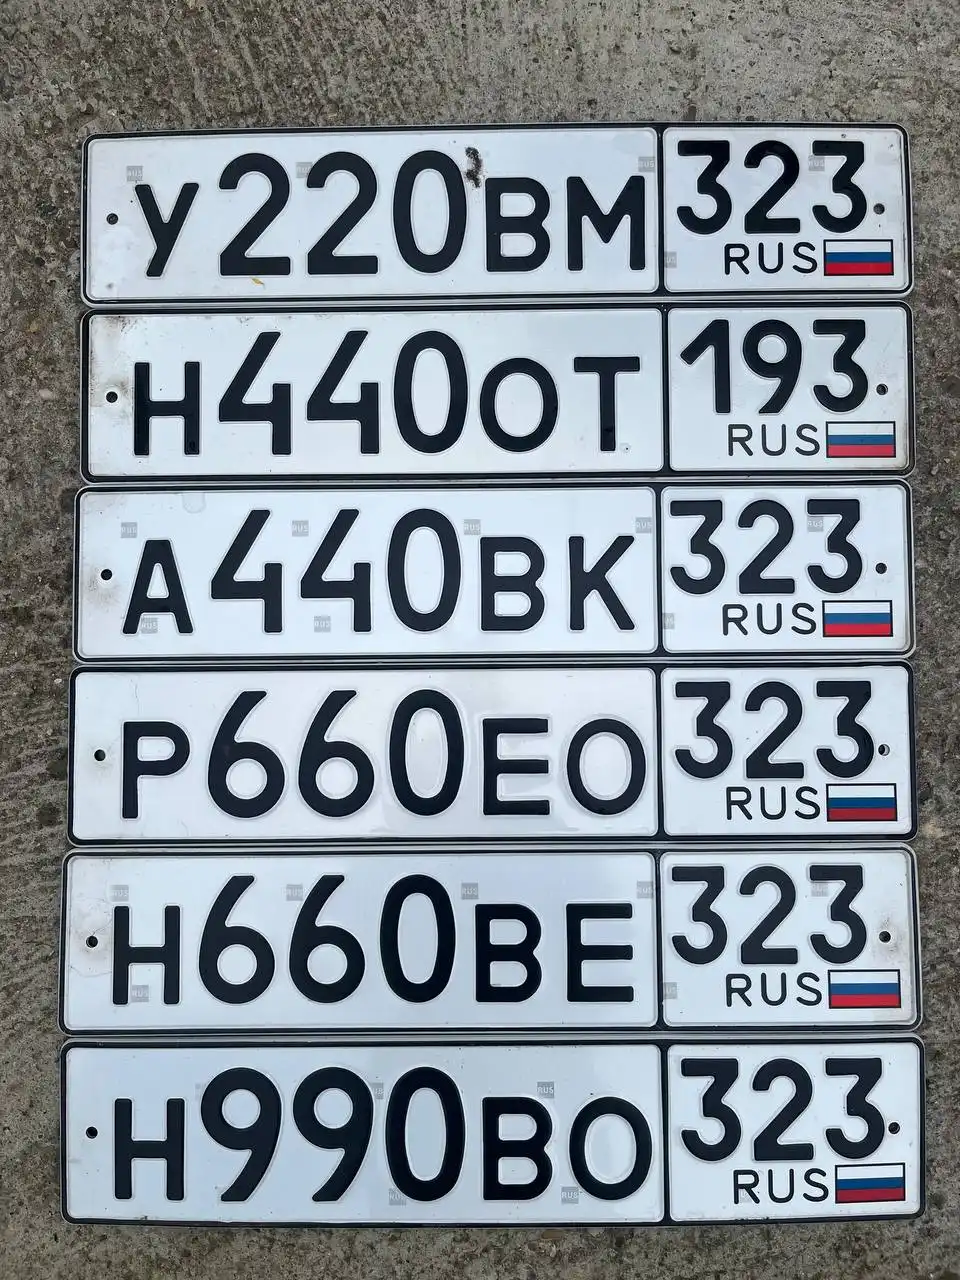 У220ВМ 323
RUS
Н440ОТ 193
RUS
А440ВК 323
RUS
Р660ЕО 323
RUS
Н660ВЕ 323
RUS
Н990ВО 323
RUS